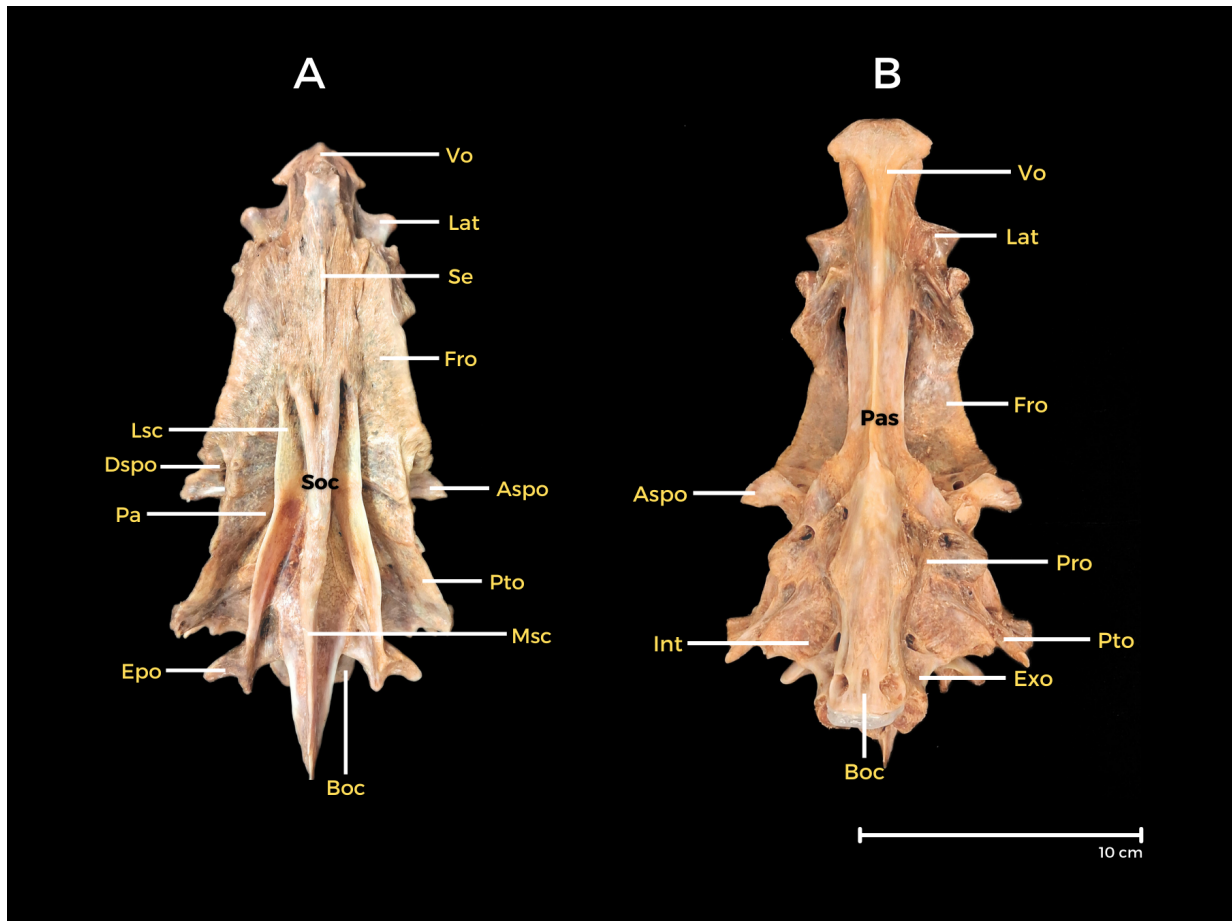 A
B
Vo
Lat
Se
Fro
Lsc
Dspo
Soc
Aspo
Pa
Pto
Msc
Epo
Boc
Vo
Lat
Fro
Pas
Aspo
Pro
Int
Pto
Exo
Boc
10 cm